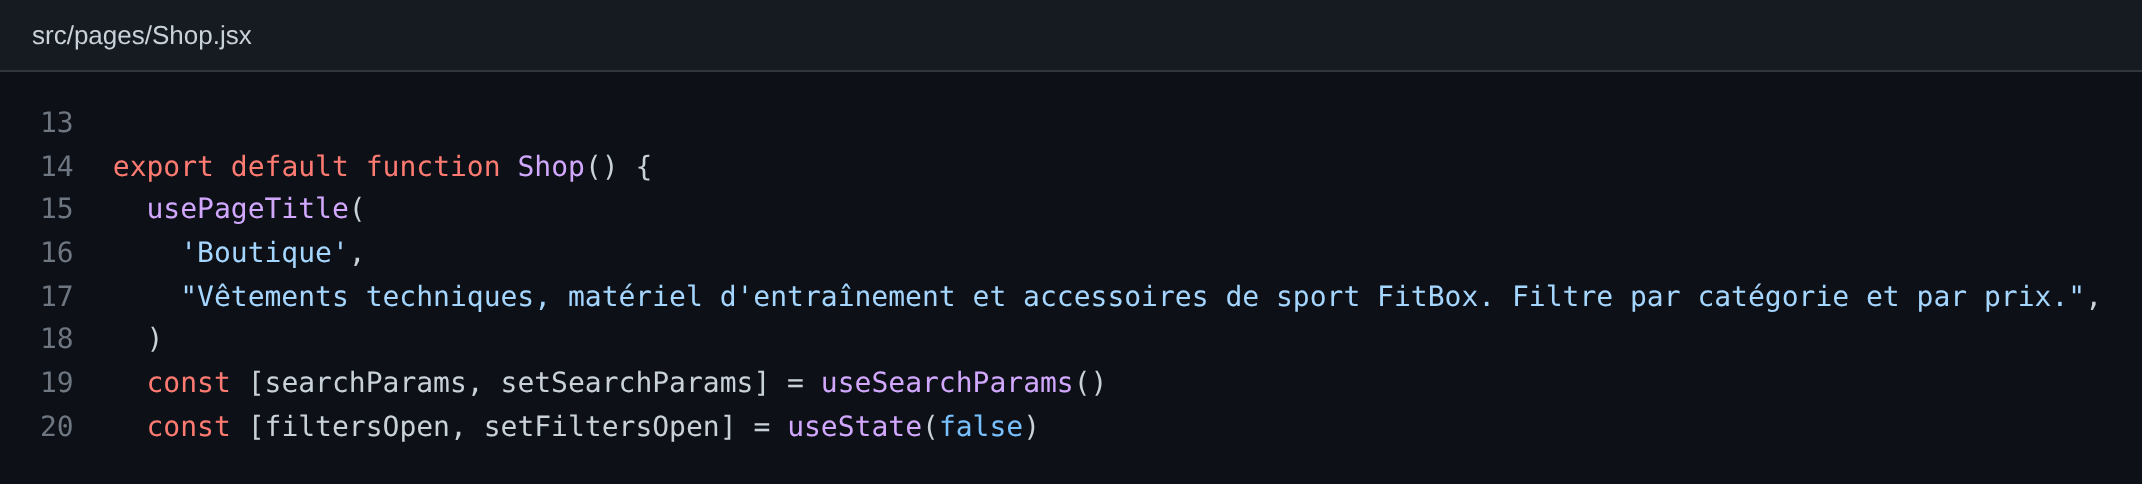 src/pages/Shop.jsx
13
14 export default function Shop() {
15   usePageTitle(
16     'Boutique',
17     "Vêtements techniques, matériel d'entraînement et accessoires de sport FitBox. Filtre par catégorie et par prix.",
18   )
19   const [searchParams, setSearchParams] = useSearchParams()
20   const [filtersOpen, setFiltersOpen] = useState(false)